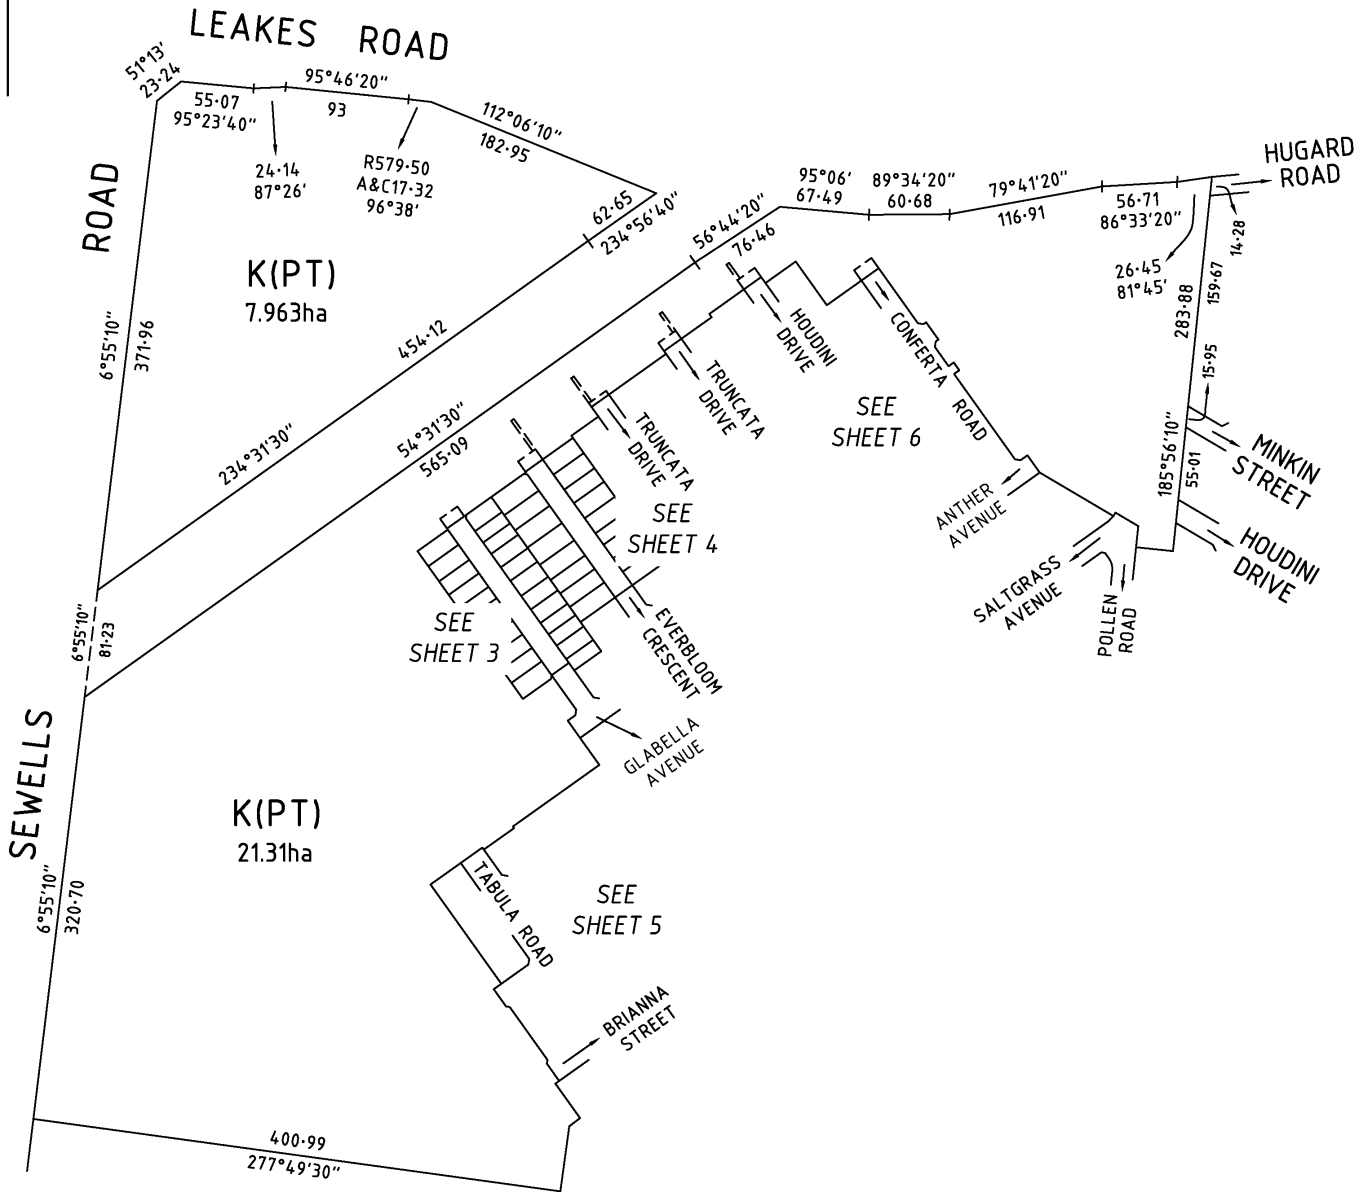 LEAKES ROAD
51°13'
23·24
95°46'20"
93
55·07
95°23'40"
112°06'10"
182·95
24·14
87°26'
R579·50
A&C17·32
96°38'
ROAD
62·65
234°56'40"
56°44'20"
76·46
95°06'
67·49
89°34'20"
60·68
79°41'20"
116·91
56·71
86°33'20"
HUGARD
ROAD
14·28
26·45
81°45'
283·88
159·67
K(PT)
7.963ha
6°55'10"
371·96
454·12
234°31'30"
54°31'30"
565·09
HOUDINI
DRIVE
TRUNCATA
DRIVE
TRUNCATA
DRIVE
CONFERTA ROAD
SEE
SHEET 6
15·95
185°56'10"
55·01
MINKIN
STREET
HOUDINI
DRIVE
ANTHER
AVENUE
SALTGRASS
AVENUE
POLLEN
ROAD
SEE
SHEET 4
SEE
SHEET 3
EVERBLOOM
CRESCENT
GLABELLA
AVENUE
6°55'10"
81·23
SEWELLS
K(PT)
21.31ha
6°55'10"
320·70
TABULA ROAD
SEE
SHEET 5
BRIANNA
STREET
400·99
277°49'30"